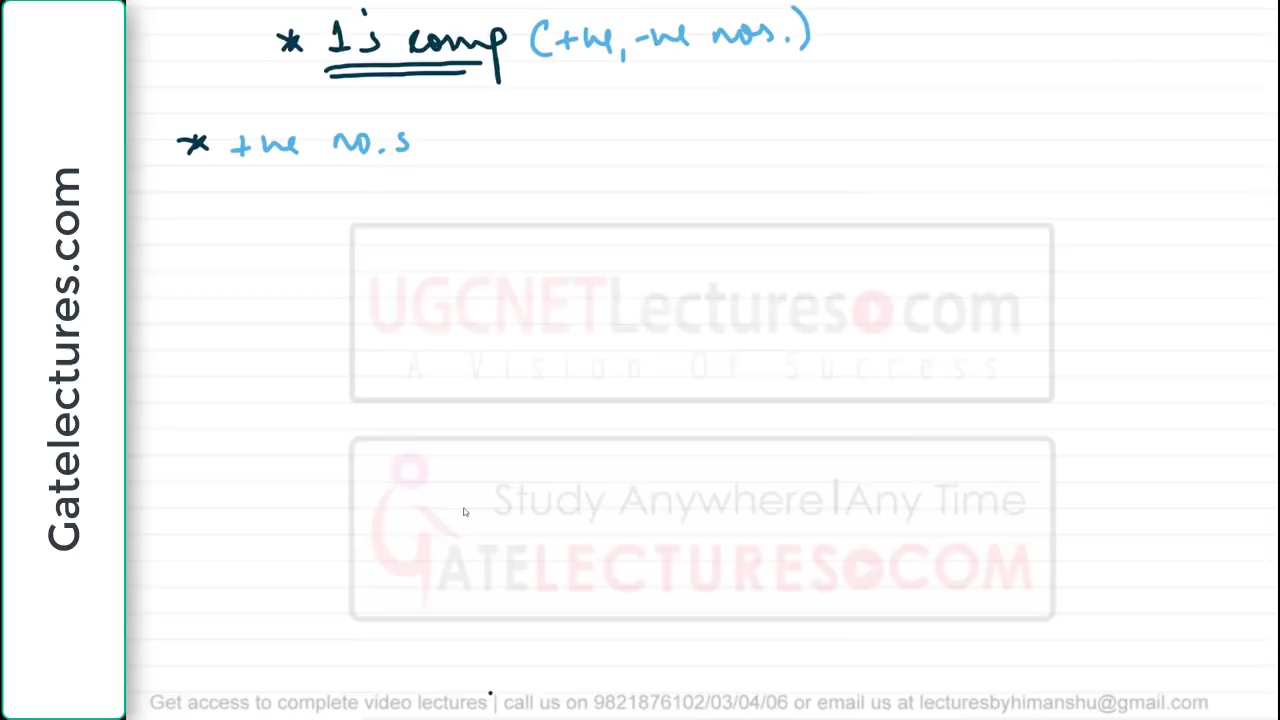 * 1's comp (+ve, -ve nos.)
* +ve no.s
Gatelectures.com
UGCNETLectures.com
A Vision Of Success
Study Anywhere|Any Time
GATELECTURES.COM
Get access to complete video lectures | call us on 9821876102/03/04/06 or email us at lecturesbyhimanshu@gmail.com